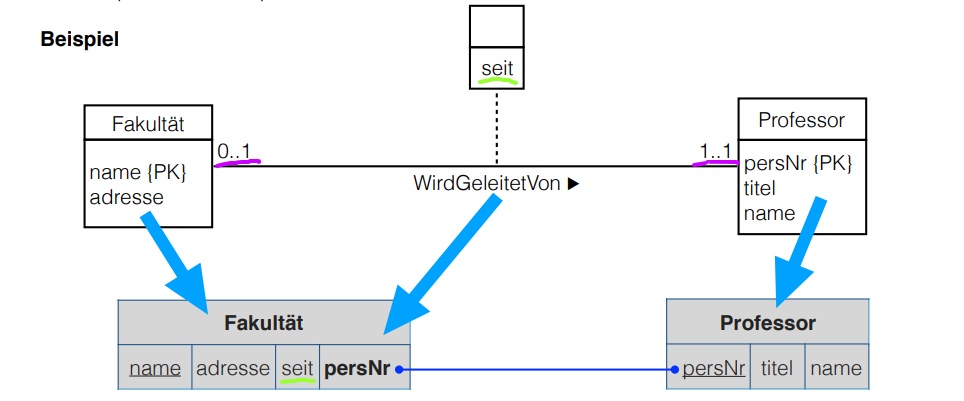 Beispiel
seit
Fakultät
Professor
0..1
1..1
name {PK}
adresse
persNr {PK}
titel
name
WirdGeleitetVon ▶
Fakultät
Professor
name adresse seit persNr
persNr titel name